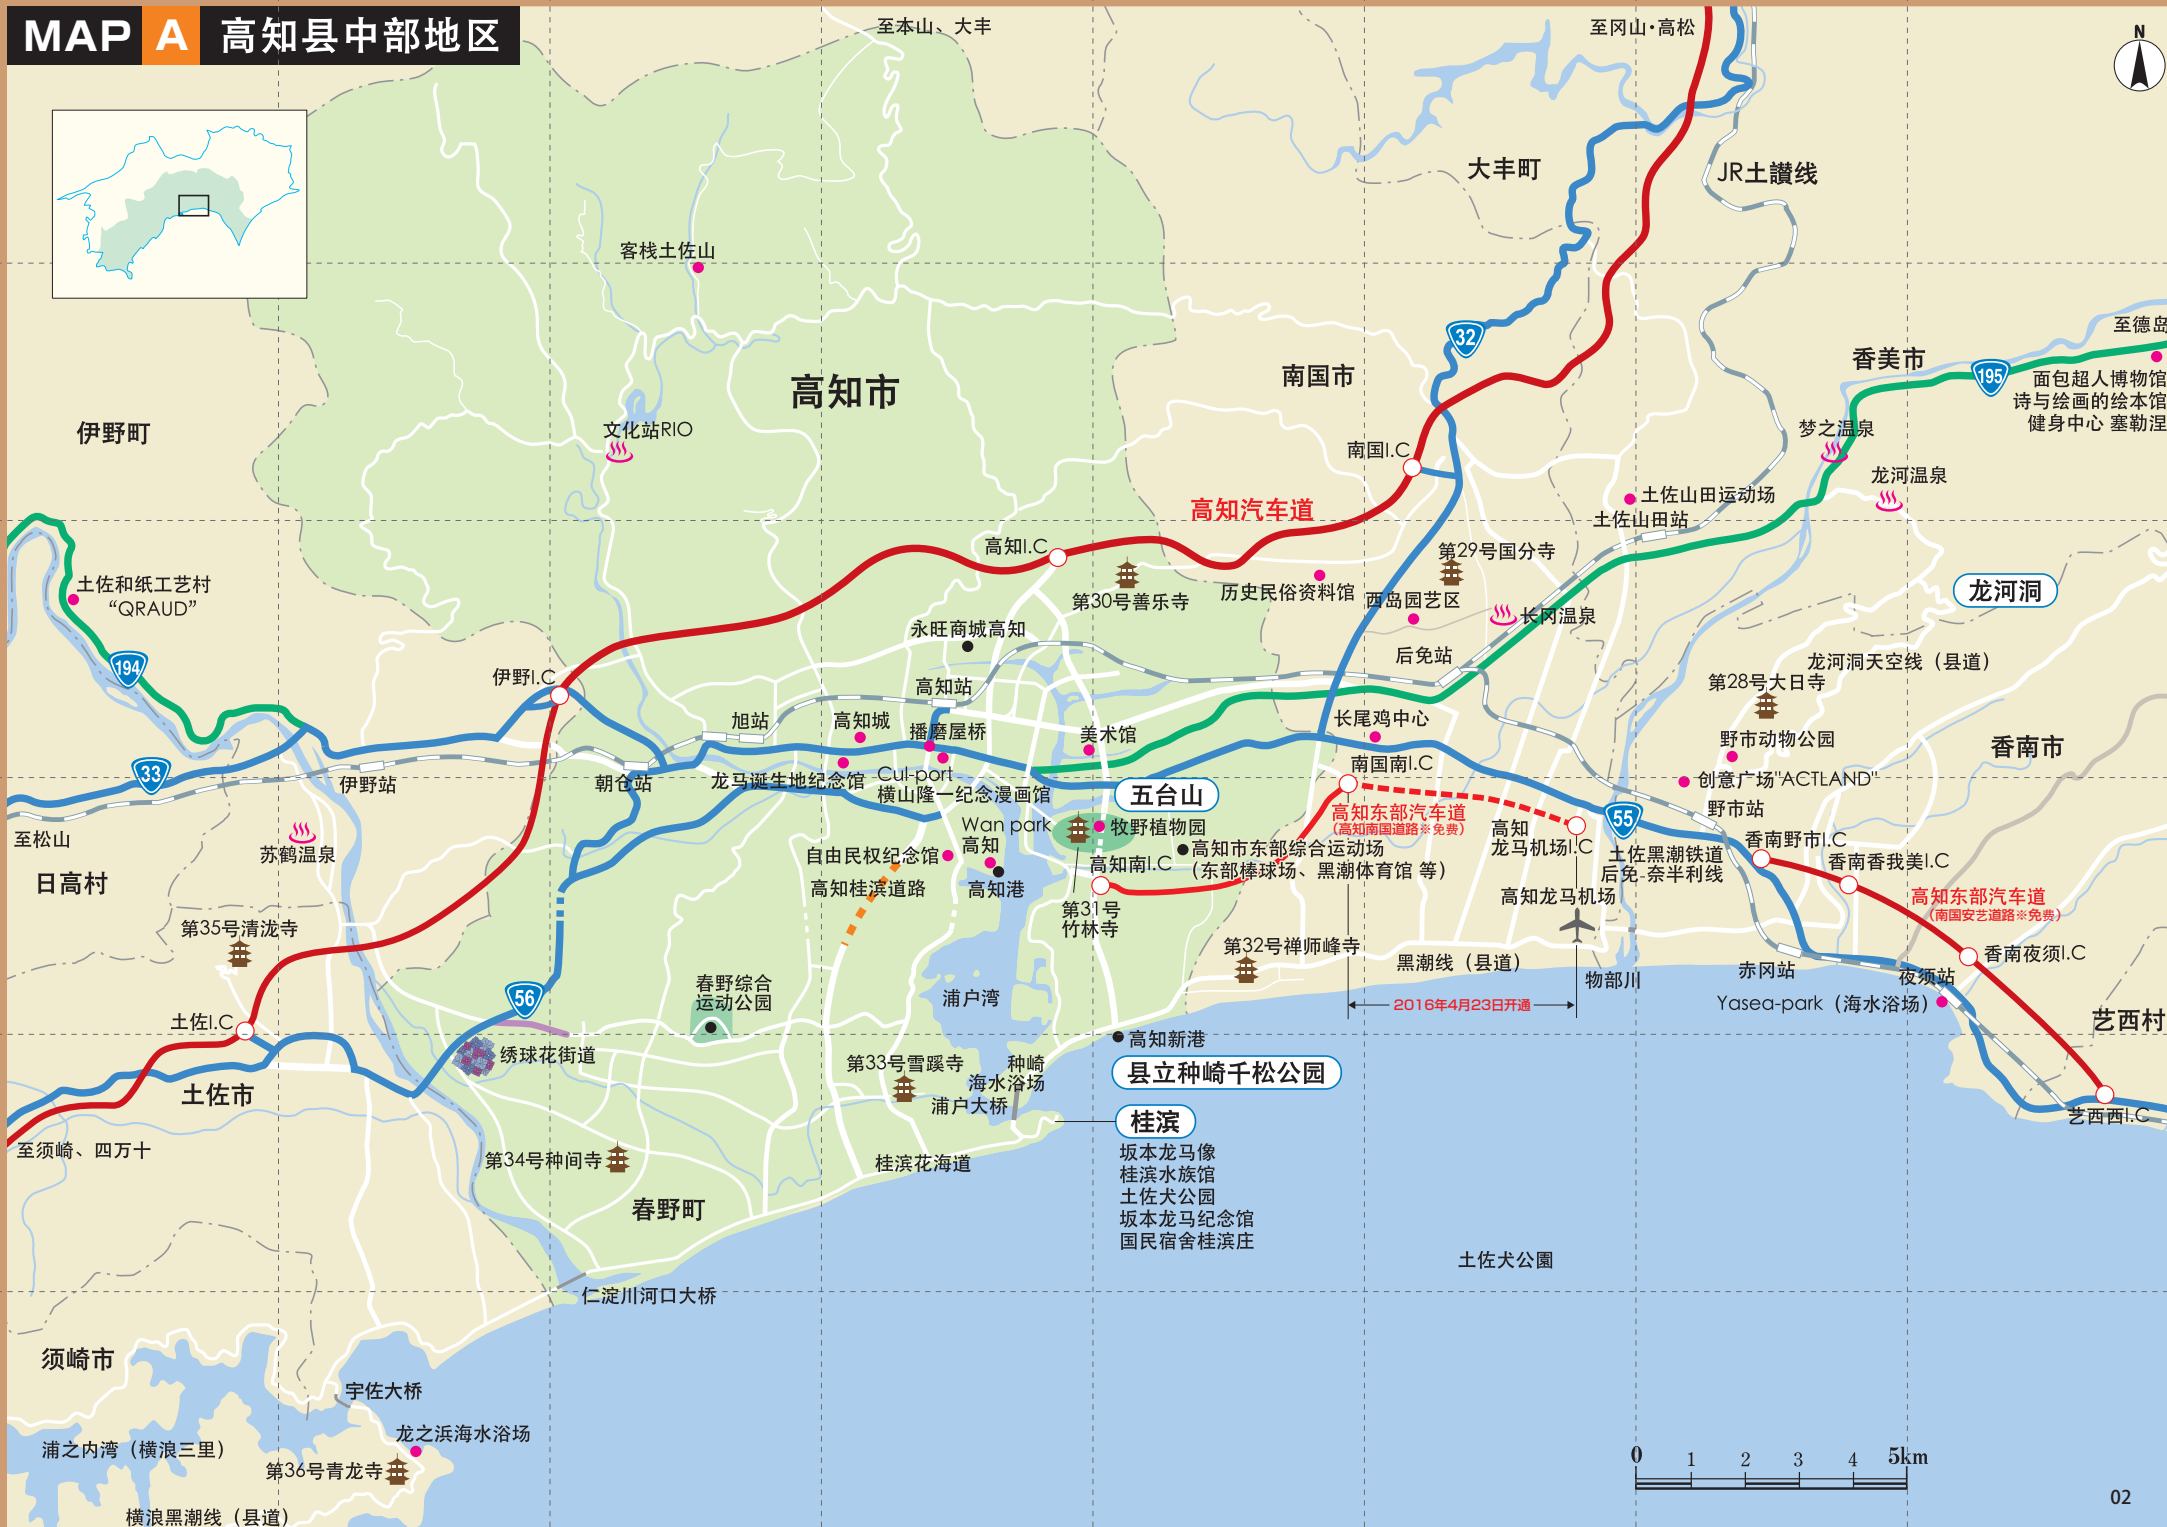 MAP A 高知县中部地区
至本山、大丰
至冈山·高松
N
大丰町
JR土讃线
客栈土佐山
32
至德岛
香美市
195
南国市
面包超人博物馆
诗与绘画的绘本馆
健身中心 塞勒涅
高知市
伊野町
文化站RIO
梦之温泉
南国I.C
龙河温泉
土佐山田运动场
高知汽车道
土佐山田站
高知I.C
第29号国分寺
土佐和纸工艺村
“QRAUD”
第30号善乐寺
历史民俗资料馆
西岛园艺区
龙河洞
长冈温泉
永旺商城高知
后免站
194
伊野I.C
龙河洞天空线（县道）
高知站
第28号大日寺
旭站
高知城
播磨屋桥
美术馆
长尾鸡中心
野市动物公园
香南市
33
伊野站
朝仓站
龙马诞生地纪念馆
Cul-port
横山隆一纪念漫画馆
五台山
南国南I.C
创意广场"ACTLAND"
野市站
至松山
苏鹤温泉
Wan park
高知
牧野植物园
高知东部汽车道
（高知南国道路※免费）
高知
龙马机场I.C
55
香南野市I.C
自由民权纪念馆
高知南I.C
高知市东部综合运动场
(东部棒球场、黑潮体育馆 等)
土佐黑潮铁道
后免-奈半利线
香南香我美I.C
日高村
高知桂滨道路
高知港
高知龙马机场
高知东部汽车道
（南国安艺道路※免费）
第31号
竹林寺
第35号清泷寺
第32号禅师峰寺
黑潮线（县道）
香南夜须I.C
春野综合
运动公园
浦户湾
物部川
赤冈站
夜须站
56
2016年4月23日开通
Yasea-park（海水浴场）
土佐I.C
艺西村
绣球花街道
高知新港
第33号雪蹊寺
种崎
海水浴场
县立种崎千松公园
土佐市
浦户大桥
桂滨
艺西西I.C
至须崎、四万十
第34号种间寺
桂滨花海道
坂本龙马像
桂滨水族馆
土佐犬公园
坂本龙马纪念馆
国民宿舍桂滨庄
春野町
土佐犬公園
仁淀川河口大桥
须崎市
宇佐大桥
龙之浜海水浴场
浦之内湾（横浪三里）
第36号青龙寺
0 1 2 3 4 5km
横浪黑潮线（县道）
02